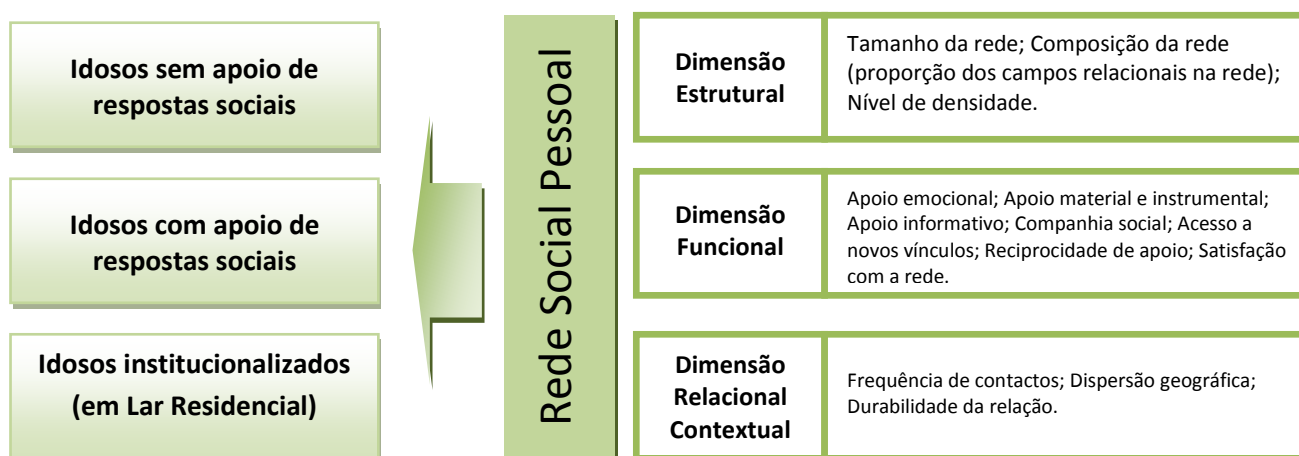 Idosos sem apoio de
respostas sociais
Idosos com apoio de
respostas sociais
Idosos institucionalizados
(em Lar Residencial)
Rede Social Pessoal
Dimensão
Estrutural
Tamanho da rede; Composição da rede
(proporção dos campos relacionais na rede);
Nível de densidade.
Dimensão
Funcional
Apoio emocional; Apoio material e instrumental;
Apoio informativo; Companhia social; Acesso a
novos vínculos; Reciprocidade de apoio; Satisfação
com a rede.
Dimensão
Relacional
Contextual
Frequência de contactos; Dispersão geográfica;
Durabilidade da relação.